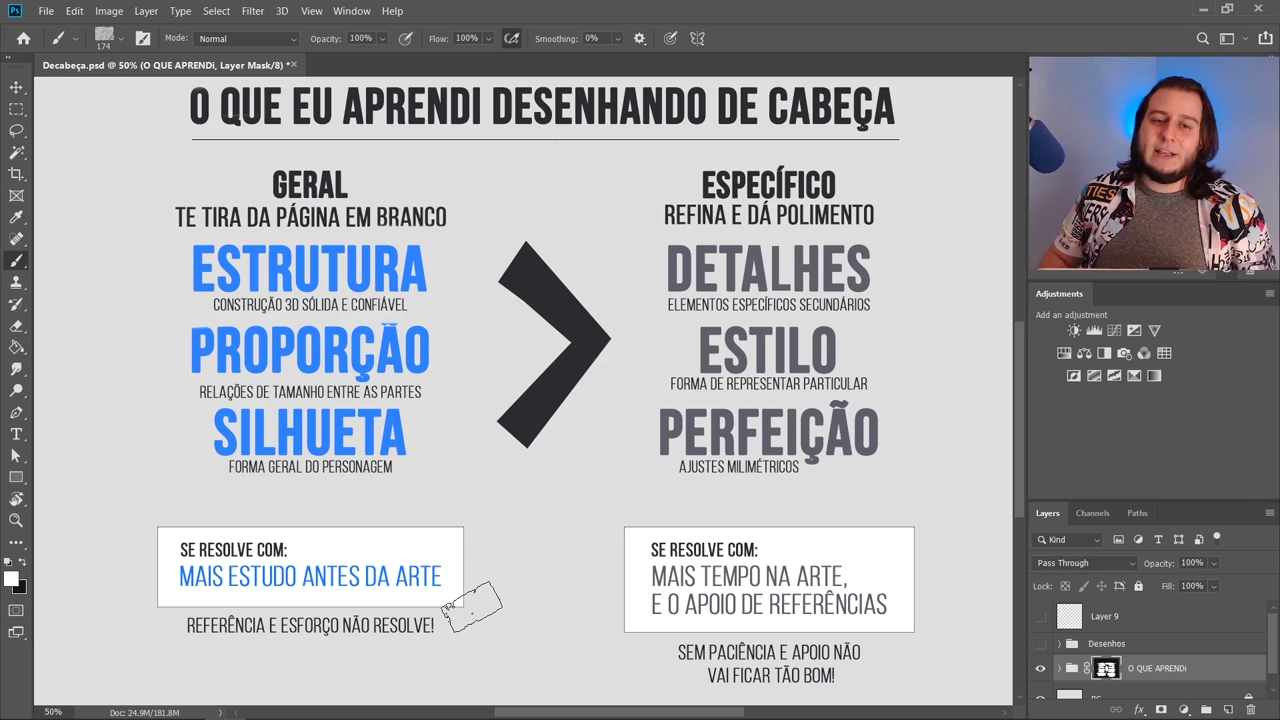 Ps File Edit Image Layer Type Select Filter 3D View Window Help
174 Mode: Normal Opacity: 100% Flow: 100% Smoothing: 0%
Decabeça.psd @ 50% (O QUE APRENDi, Layer Mask/8) *
O QUE EU APRENDI DESENHANDO DE CABEÇA
GERAL
TE TIRA DA PÁGINA EM BRANCO
ESTRUTURA
CONSTRUÇÃO 3D SÓLIDA E CONFIÁVEL
PROPORÇÃO
RELAÇÕES DE TAMANHO ENTRE AS PARTES
SILHUETA
FORMA GERAL DO PERSONAGEM
SE RESOLVE COM:
MAIS ESTUDO ANTES DA ARTE
REFERÊNCIA E ESFORÇO NÃO RESOLVE!
ESPECÍFICO
REFINA E DÁ POLIMENTO
DETALHES
ELEMENTOS ESPECÍFICOS SECUNDÁRIOS
ESTILO
FORMA DE REPRESENTAR PARTICULAR
PERFEIÇÃO
AJUSTES MILIMÉTRICOS
SE RESOLVE COM:
MAIS TEMPO NA ARTE,
E O APOIO DE REFERÊNCIAS
SEM PACIÊNCIA E APOIO NÃO
VAI FICAR TÃO BOM!
TIES
Adjustments
Add an adjustment
Layers Channels Paths
Kind
Pass Through Opacity: 100%
Lock: Fill: 100%
Layer 9
Desenhos
O QUE APRENDi
50% Doc: 24.9M/181.8M